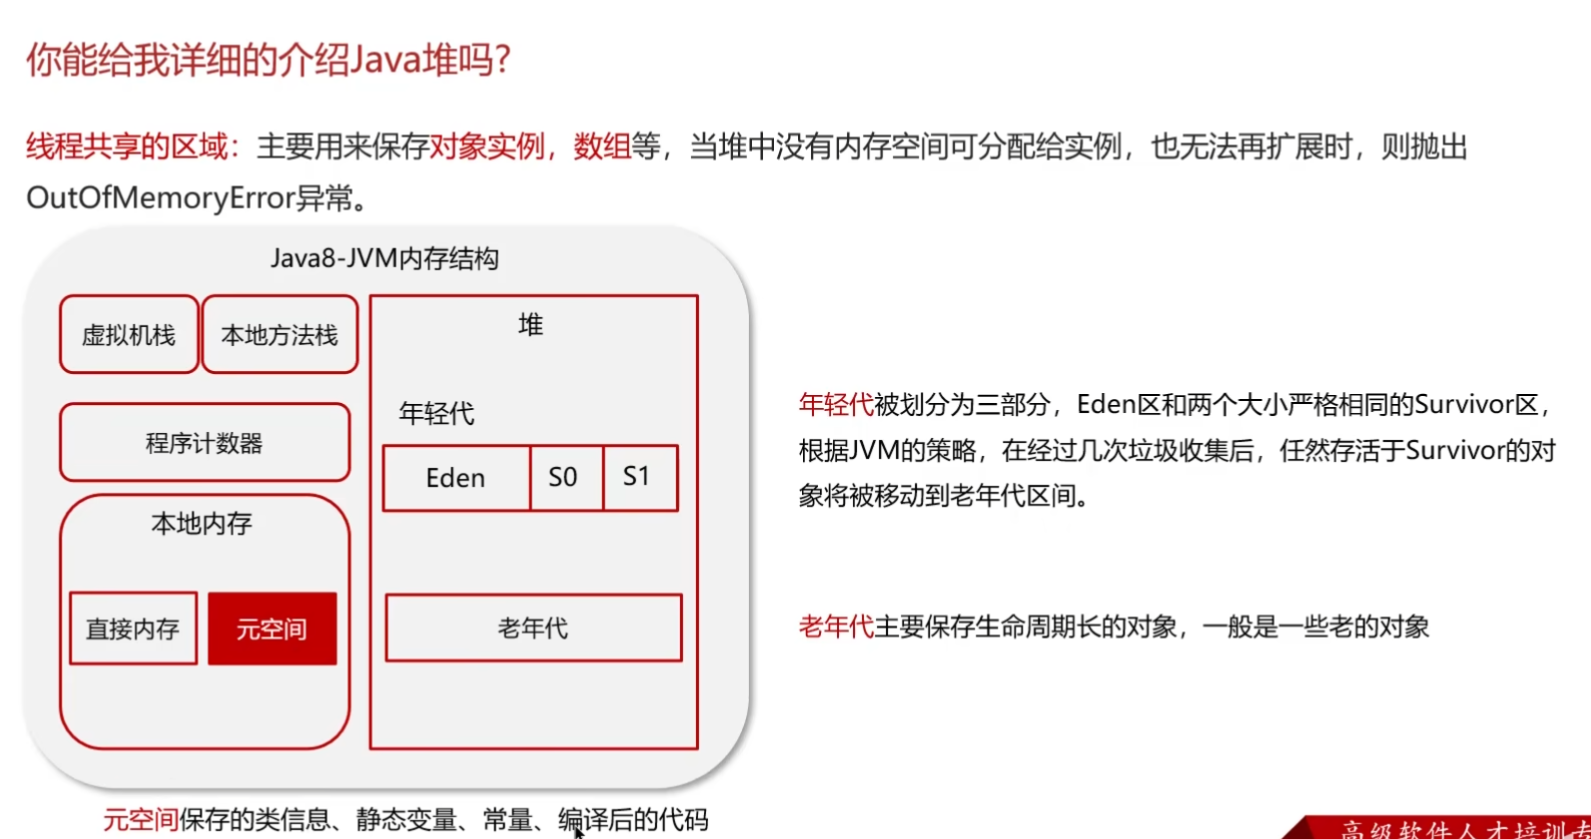 你能给我详细的介绍Java堆吗?
线程共享的区域：主要用来保存对象实例，数组等，当堆中没有内存空间可分配给实例，也无法再扩展时，则抛出
OutOfMemoryError异常。
Java8-JVM内存结构
虚拟机栈
本地方法栈
堆
年轻代
程序计数器
Eden
S0
S1
本地内存
直接内存
元空间
老年代
年轻代被划分为三部分，Eden区和两个大小严格相同的Survivor区，
根据JVM的策略，在经过几次垃圾收集后，任然存活于Survivor的对
象将被移动到老年代区间。
老年代主要保存生命周期长的对象，一般是一些老的对象
元空间保存的类信息、静态变量、常量、编译后的代码
高级软件人才培训